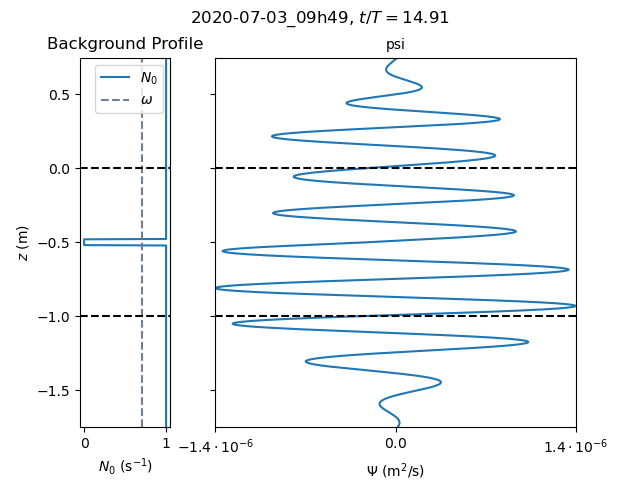 2020-07-03_09h49, t/T = 14.91
Background Profile
psi
N₀
ω
0.5
0.0
−0.5
−1.0
−1.5
z (m)
0 1
−1.4 · 10⁻⁶ 0.0 1.4 · 10⁻⁶
N₀ (s⁻¹)
Ψ (m²/s)